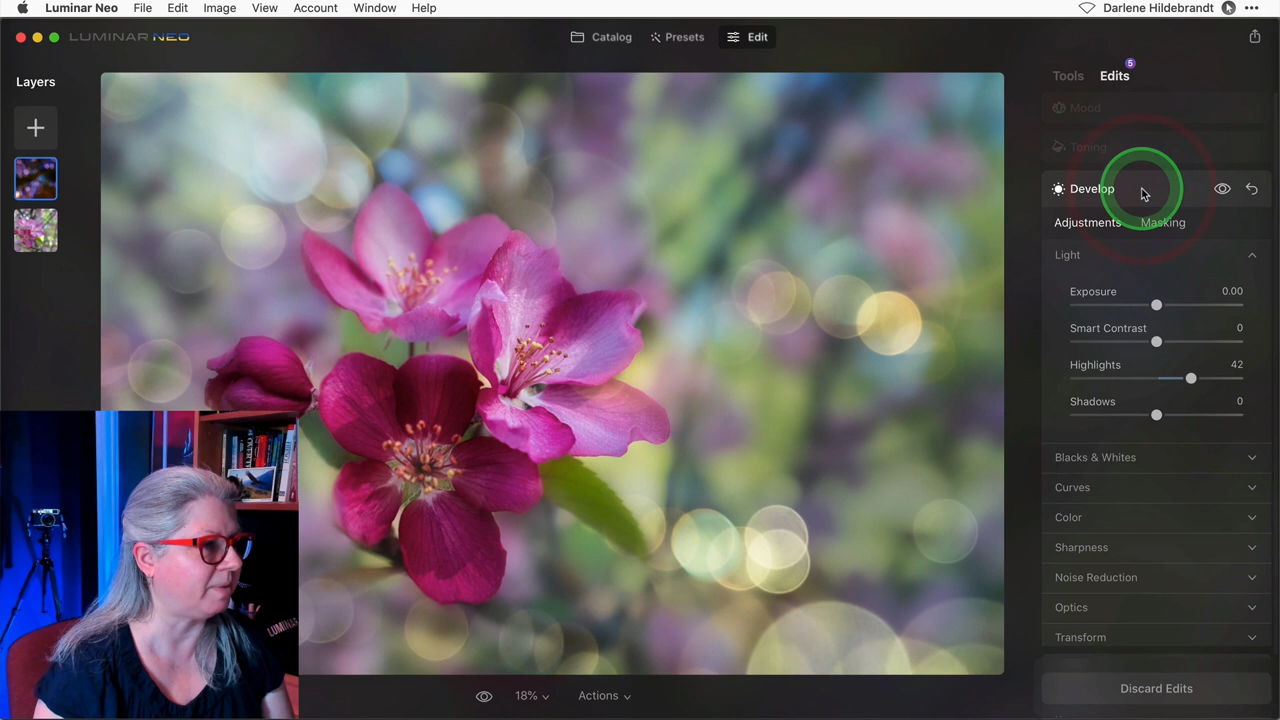 Luminar Neo File Edit Image View Account Window Help Darlene Hildebrandt
LUMINAR NEO Catalog Presets Edit
Layers
Tools Edits 5
Mood
Toning
Develop
Adjustments Masking
Light
Exposure 0.00
Smart Contrast 0
Highlights 42
Shadows 0
Blacks & Whites
Curves
Color
Sharpness
Noise Reduction
Optics
Transform
Discard Edits
18% Actions
LUMINAR